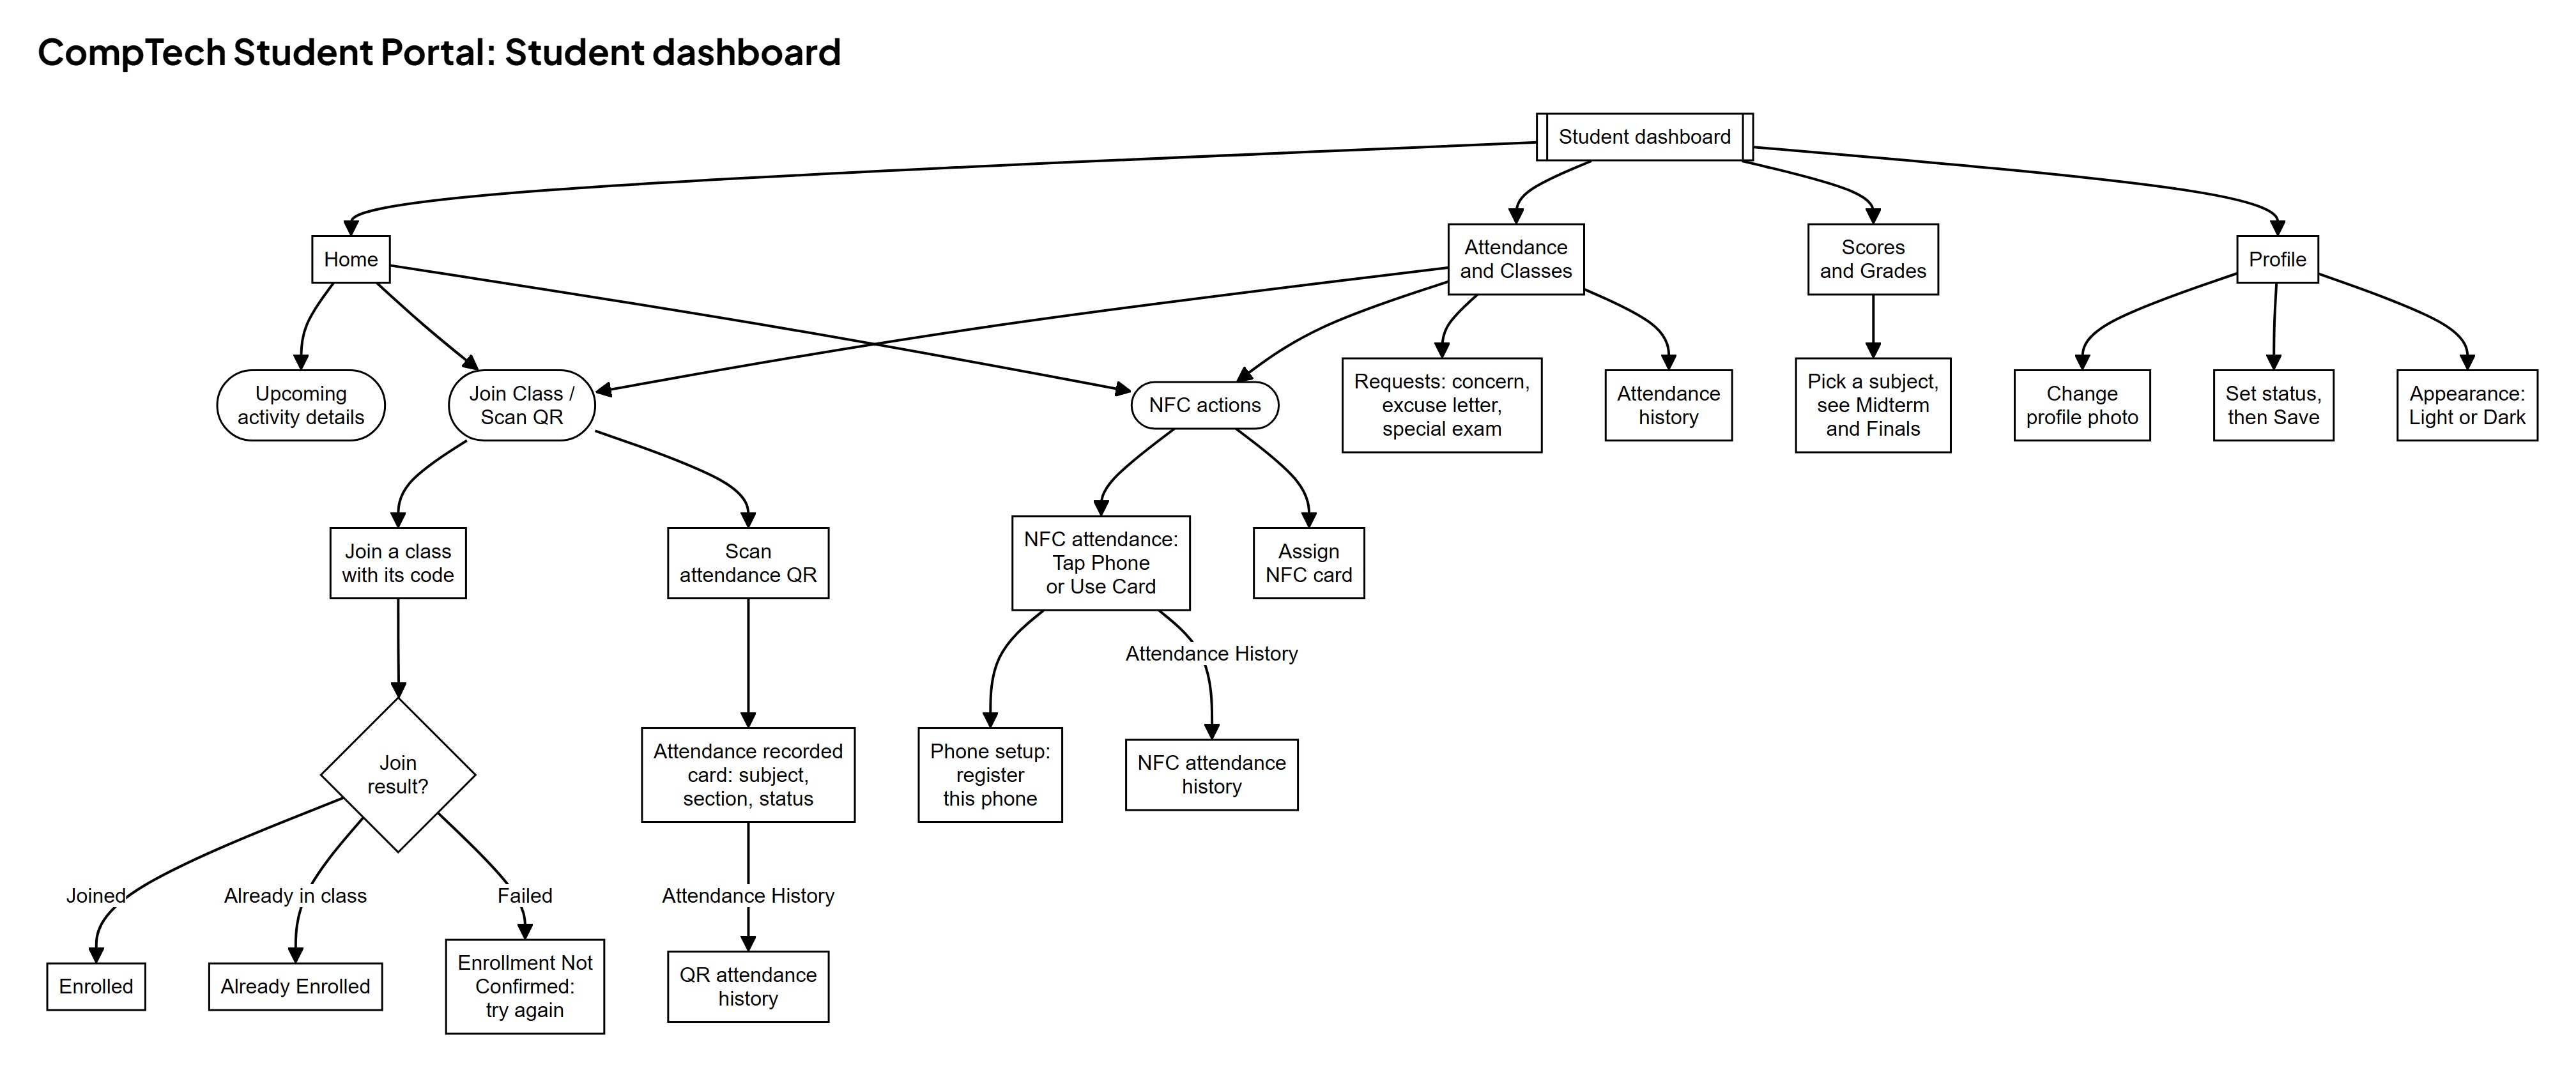 CompTech Student Portal: Student dashboard
Student dashboard
Home
Attendance
and Classes
Scores
and Grades
Profile
Upcoming
activity details
Join Class /
Scan QR
NFC actions
Requests: concern,
excuse letter,
special exam
Attendance
history
Pick a subject,
see Midterm
and Finals
Change
profile photo
Set status,
then Save
Appearance:
Light or Dark
Join a class
with its code
Scan
attendance QR
NFC attendance:
Tap Phone
or Use Card
Assign
NFC card
Attendance History
Join
result?
Attendance recorded
card: subject,
section, status
Phone setup:
register
this phone
NFC attendance
history
Joined
Already in class
Failed
Attendance History
Enrolled
Already Enrolled
Enrollment Not
Confirmed:
try again
QR attendance
history